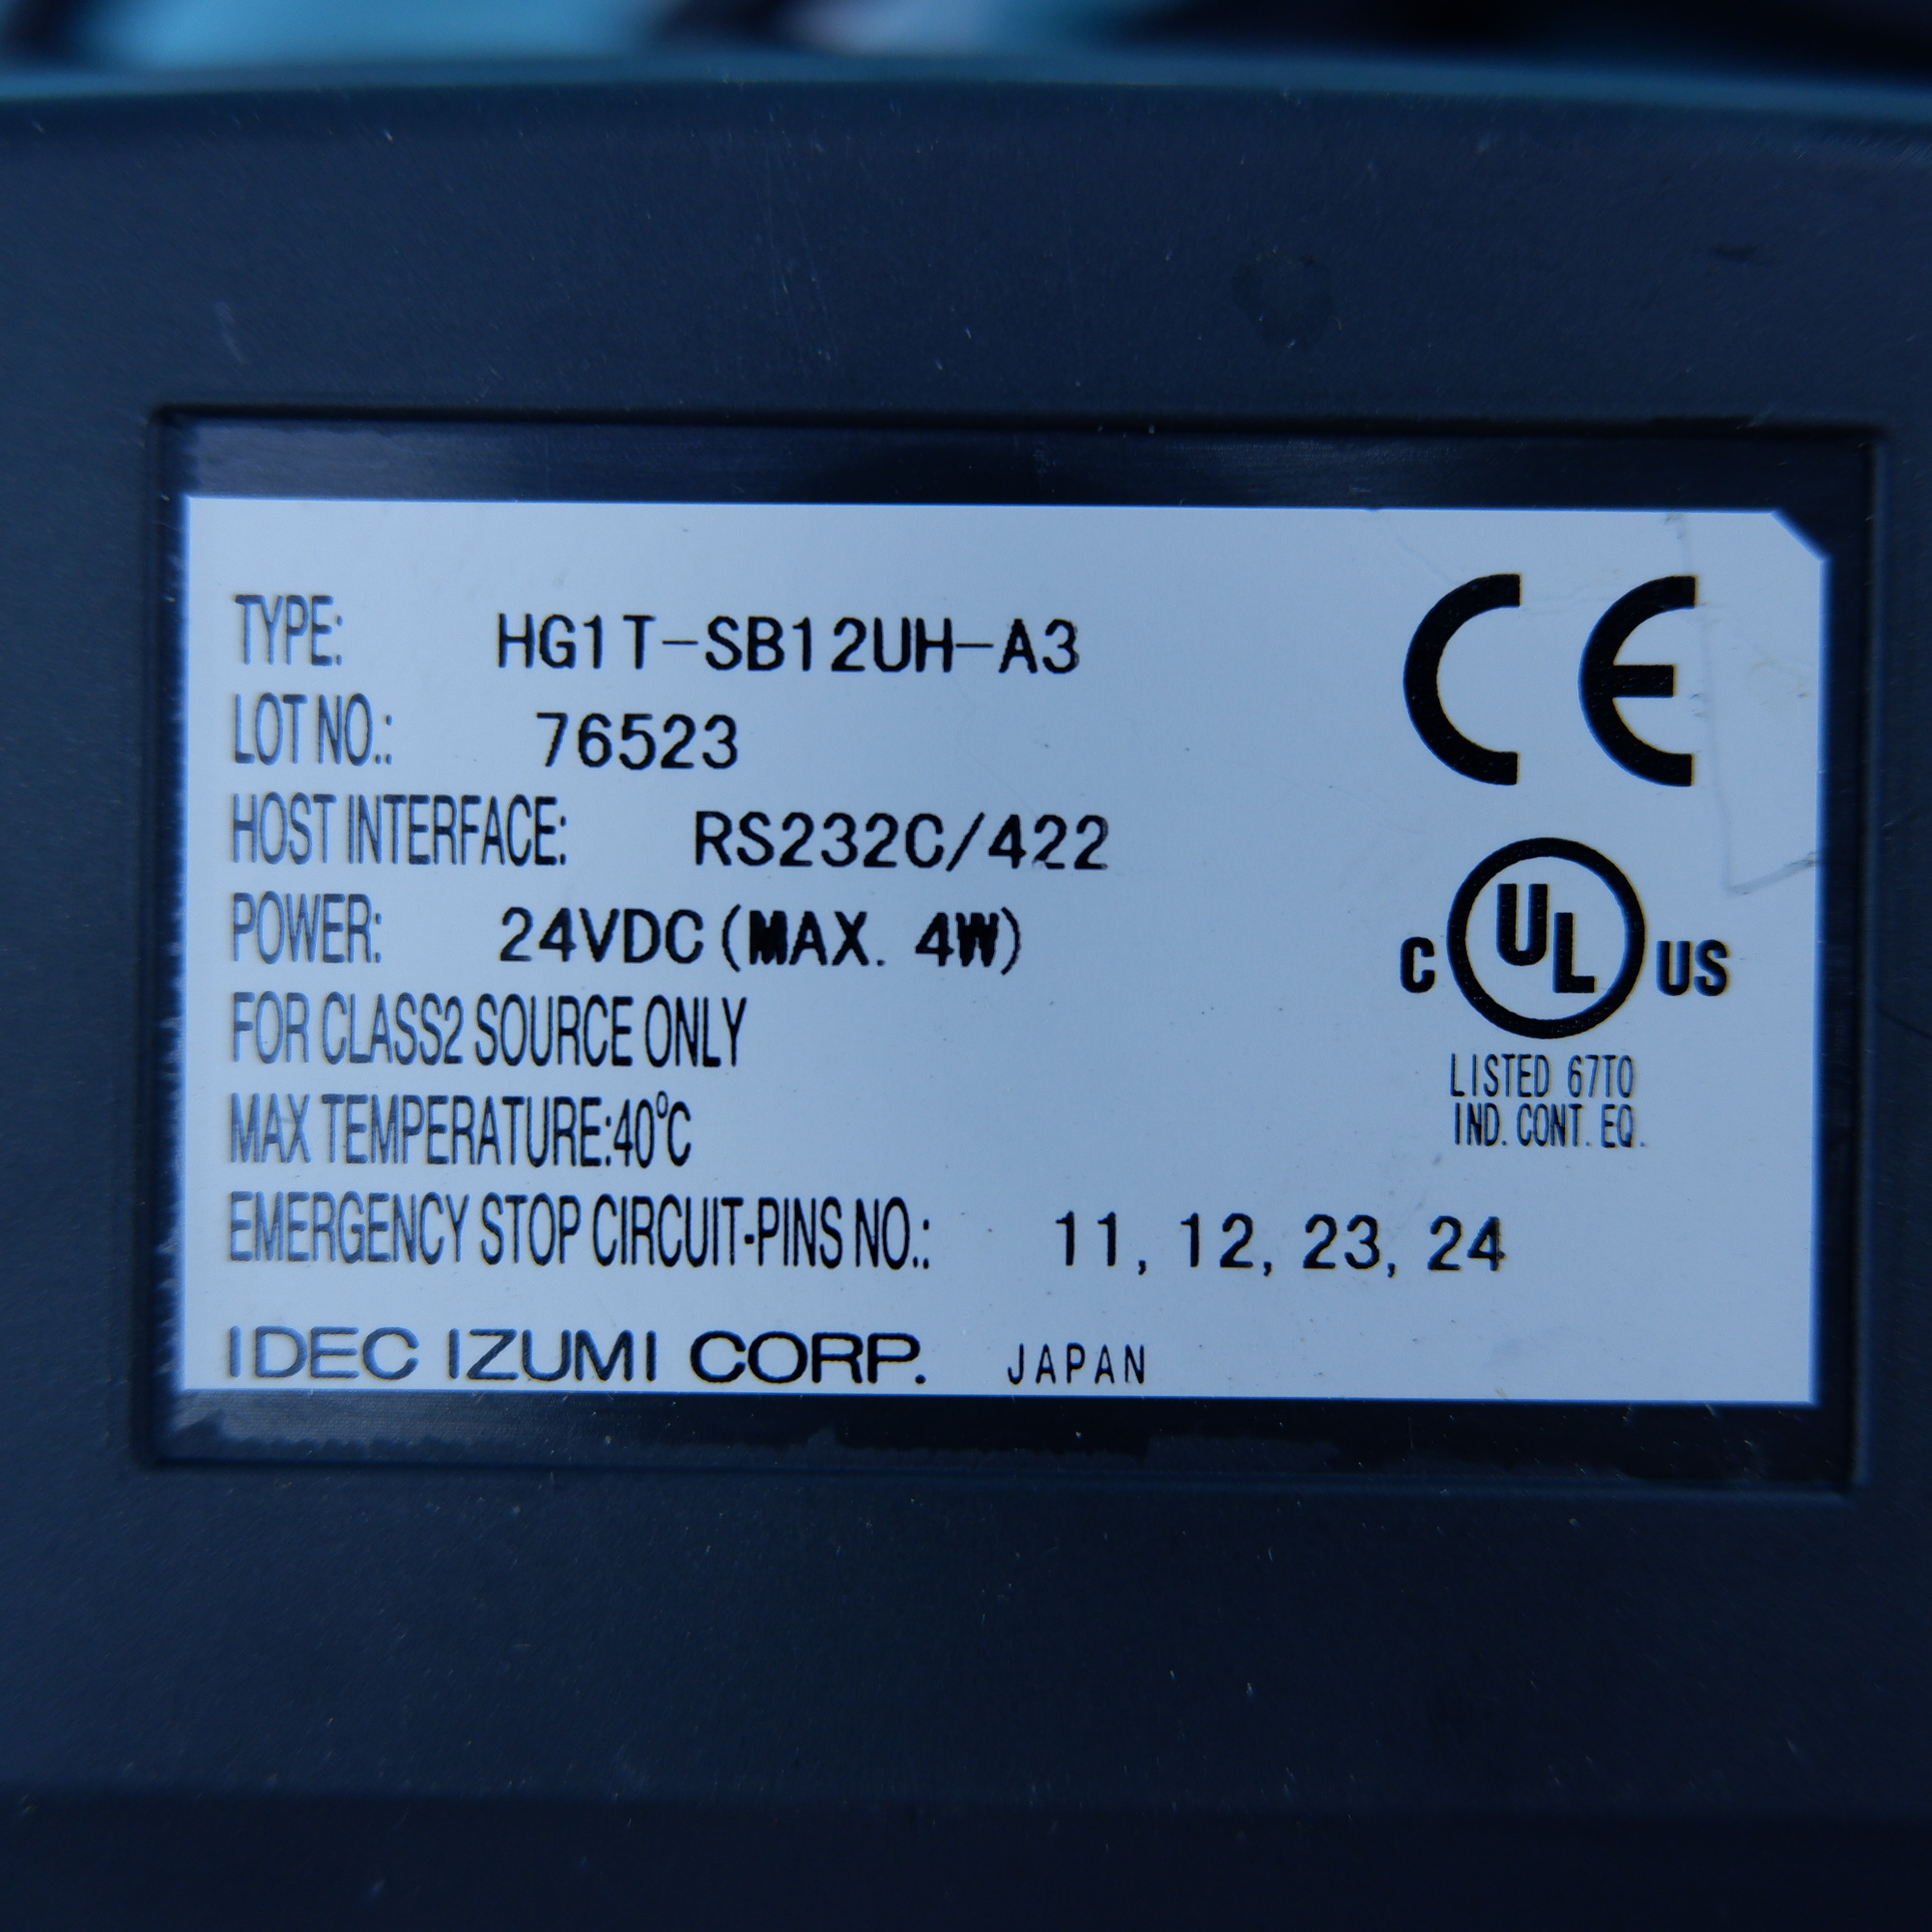 TYPE: HG1T-SB12UH-A3
LOT NO.: 76523
HOST INTERFACE: RS232C/422
POWER: 24VDC(MAX. 4W)
FOR CLASS2 SOURCE ONLY
MAX TEMPERATURE:40°C
EMERGENCY STOP CIRCUIT-PINS NO.: 11, 12, 23, 24
IDEC IZUMI CORP. JAPAN
CE
C UL US
LISTED 67T0
IND. CONT. EQ.